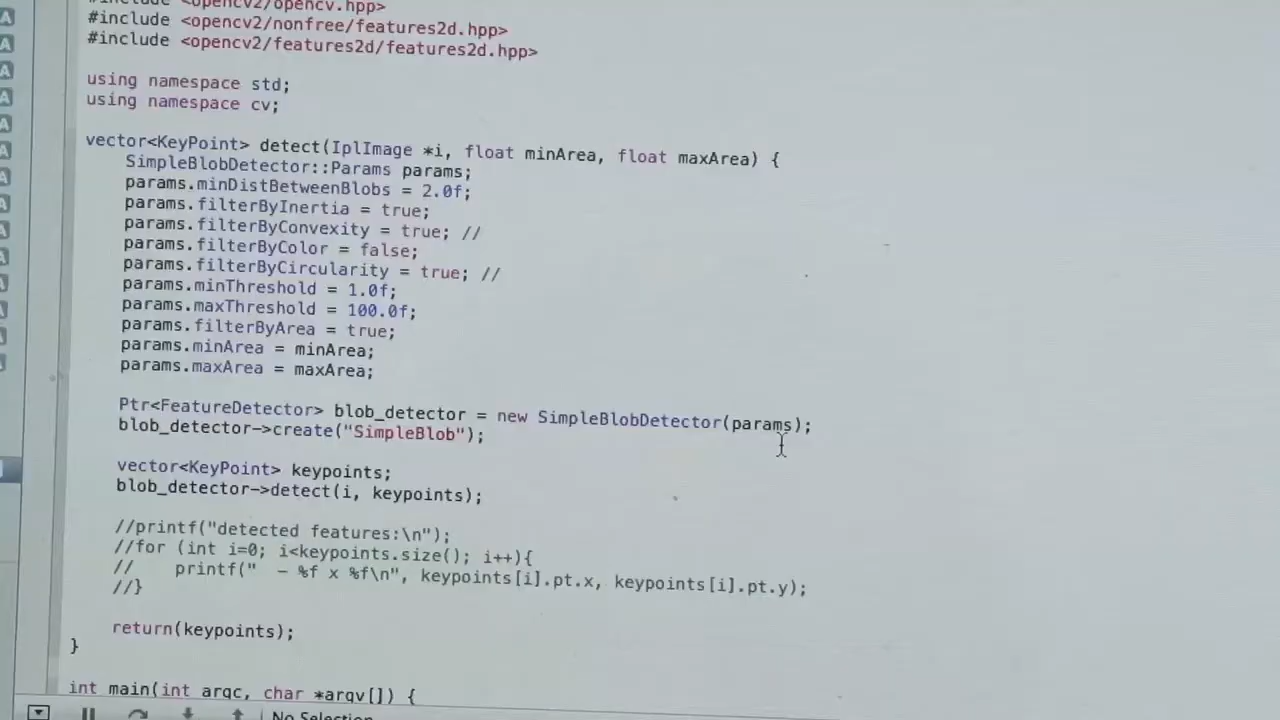 #include <opencv2/opencv.hpp>
#include <opencv2/nonfree/features2d.hpp>
#include <opencv2/features2d/features2d.hpp>
using namespace std;
using namespace cv;
vector<KeyPoint> detect(IplImage *i, float minArea, float maxArea) {
SimpleBlobDetector::Params params;
params.minDistBetweenBlobs = 2.0f;
params.filterByInertia = true;
params.filterByConvexity = true; //
params.filterByColor = false;
params.filterByCircularity = true; //
params.minThreshold = 1.0f;
params.maxThreshold = 100.0f;
params.filterByArea = true;
params.minArea = minArea;
params.maxArea = maxArea;
Ptr<FeatureDetector> blob_detector = new SimpleBlobDetector(params);
blob_detector->create("SimpleBlob");
vector<KeyPoint> keypoints;
blob_detector->detect(i, keypoints);
//printf("detected features:\n");
//for (int i=0; i<keypoints.size(); i++){
//    printf("  - %f x %f\n", keypoints[i].pt.x, keypoints[i].pt.y);
//}
return(keypoints);
}
int main(int argc, char *argv[]) {
No Selection